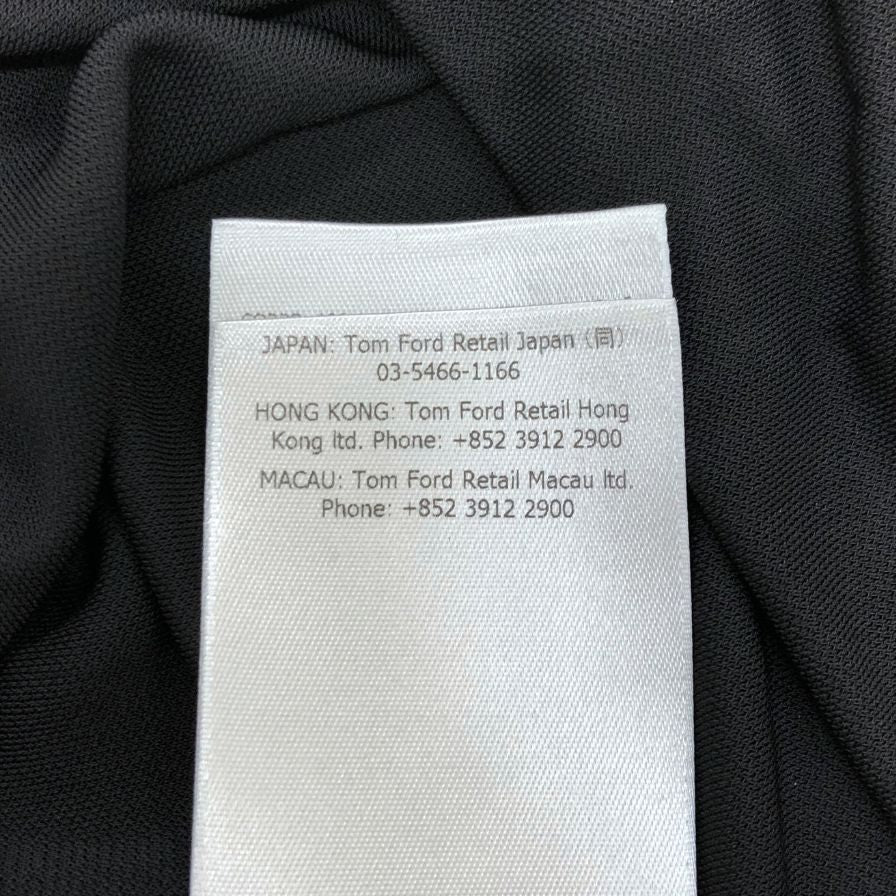 JAPAN: Tom Ford Retail Japan (同)
03-5466-1166
HONG KONG: Tom Ford Retail Hong
Kong ltd. Phone: +852 3912 2900
MACAU: Tom Ford Retail Macau ltd.
Phone: +852 3912 2900